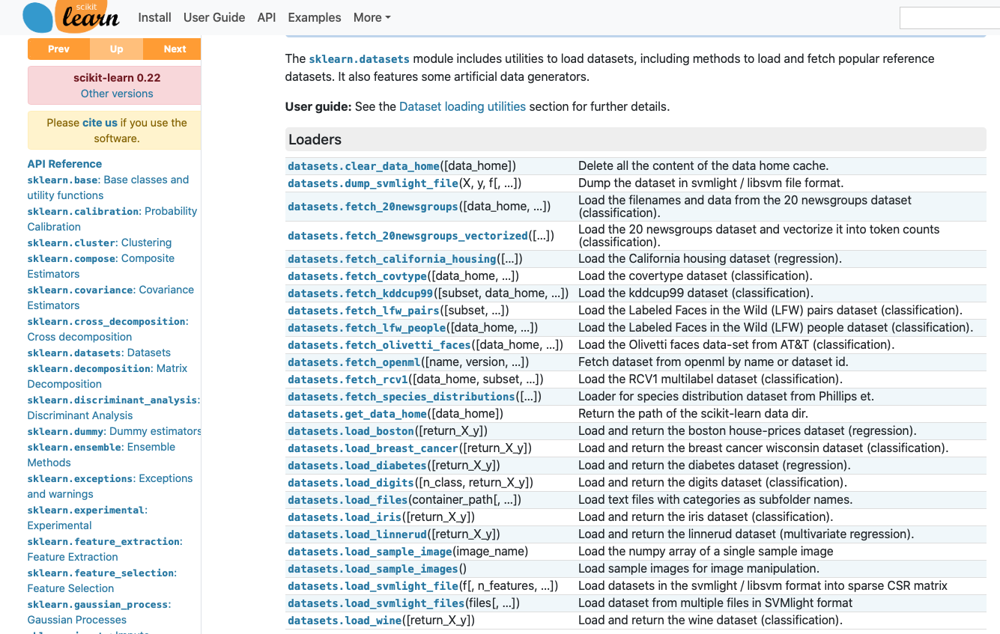 scikit
learn
Install User Guide API Examples More
Prev Up Next
scikit-learn 0.22
Other versions
Please cite us if you use the
software.
API Reference
sklearn.base: Base classes and
utility functions
sklearn.calibration: Probability
Calibration
sklearn.cluster: Clustering
sklearn.compose: Composite
Estimators
sklearn.covariance: Covariance
Estimators
sklearn.cross_decomposition:
Cross decomposition
sklearn.datasets: Datasets
sklearn.decomposition: Matrix
Decomposition
sklearn.discriminant_analysis:
Discriminant Analysis
sklearn.dummy: Dummy estimators
sklearn.ensemble: Ensemble
Methods
sklearn.exceptions: Exceptions
and warnings
sklearn.experimental:
Experimental
sklearn.feature_extraction:
Feature Extraction
sklearn.feature_selection:
Feature Selection
sklearn.gaussian_process:
Gaussian Processes
The sklearn.datasets module includes utilities to load datasets, including methods to load and fetch popular reference
datasets. It also features some artificial data generators.
User guide: See the Dataset loading utilities section for further details.
Loaders
datasets.clear_data_home([data_home]) Delete all the content of the data home cache.
datasets.dump_svmlight_file(X, y, f[, ...]) Dump the dataset in svmlight / libsvm file format.
datasets.fetch_20newsgroups([data_home, ...]) Load the filenames and data from the 20 newsgroups dataset
(classification).
datasets.fetch_20newsgroups_vectorized([...]) Load the 20 newsgroups dataset and vectorize it into token counts
(classification).
datasets.fetch_california_housing([...]) Load the California housing dataset (regression).
datasets.fetch_covtype([data_home, ...]) Load the covertype dataset (classification).
datasets.fetch_kddcup99([subset, data_home, ...]) Load the kddcup99 dataset (classification).
datasets.fetch_lfw_pairs([subset, ...]) Load the Labeled Faces in the Wild (LFW) pairs dataset (classification).
datasets.fetch_lfw_people([data_home, ...]) Load the Labeled Faces in the Wild (LFW) people dataset (classification).
datasets.fetch_olivetti_faces([data_home, ...]) Load the Olivetti faces data-set from AT&T (classification).
datasets.fetch_openml([name, version, ...]) Fetch dataset from openml by name or dataset id.
datasets.fetch_rcv1([data_home, subset, ...]) Load the RCV1 multilabel dataset (classification).
datasets.fetch_species_distributions([...]) Loader for species distribution dataset from Phillips et.
datasets.get_data_home([data_home]) Return the path of the scikit-learn data dir.
datasets.load_boston([return_X_y]) Load and return the boston house-prices dataset (regression).
datasets.load_breast_cancer([return_X_y]) Load and return the breast cancer wisconsin dataset (classification).
datasets.load_diabetes([return_X_y]) Load and return the diabetes dataset (regression).
datasets.load_digits([n_class, return_X_y]) Load and return the digits dataset (classification).
datasets.load_files(container_path[, ...]) Load text files with categories as subfolder names.
datasets.load_iris([return_X_y]) Load and return the iris dataset (classification).
datasets.load_linnerud([return_X_y]) Load and return the linnerud dataset (multivariate regression).
datasets.load_sample_image(image_name) Load the numpy array of a single sample image
datasets.load_sample_images() Load sample images for image manipulation.
datasets.load_svmlight_file(f[, n_features, ...]) Load datasets in the svmlight / libsvm format into sparse CSR matrix
datasets.load_svmlight_files(files[, ...]) Load dataset from multiple files in SVMlight format
datasets.load_wine([return_X_y]) Load and return the wine dataset (classification).